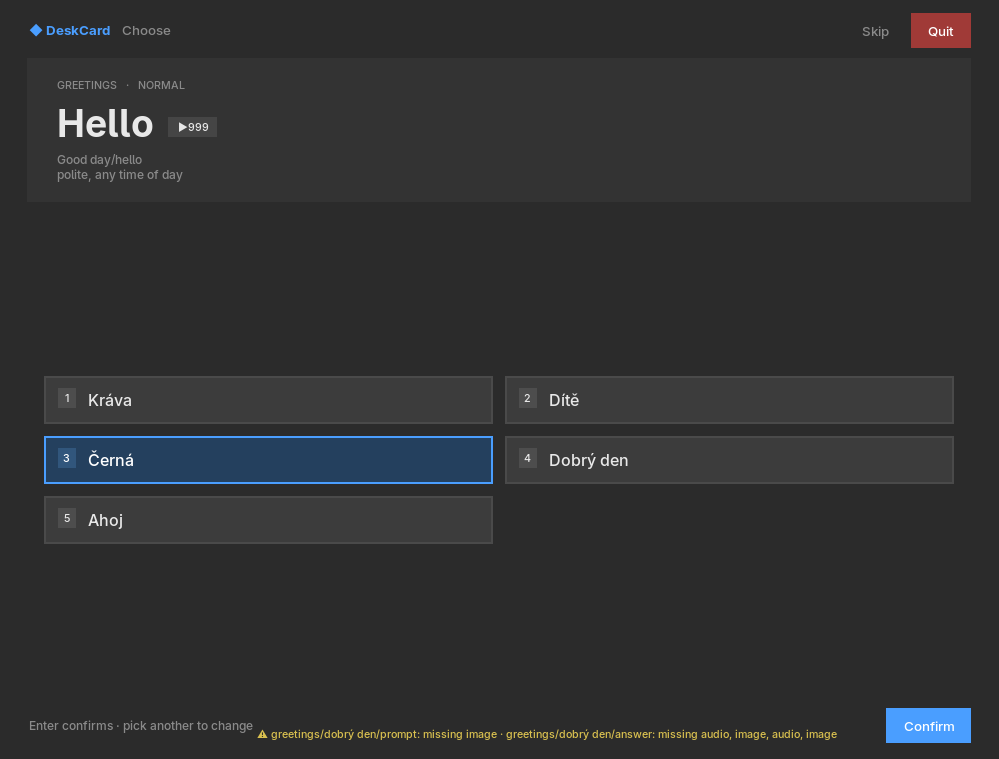 ◆ DeskCard Choose Skip Quit
GREETINGS · NORMAL
Hello ▶999
Good day/hello
polite, any time of day
1 Kráva
2 Dítě
3 Černá
4 Dobrý den
5 Ahoj
Enter confirms · pick another to change
⚠ greetings/dobrý den/prompt: missing image · greetings/dobrý den/answer: missing audio, image, audio, image
Confirm